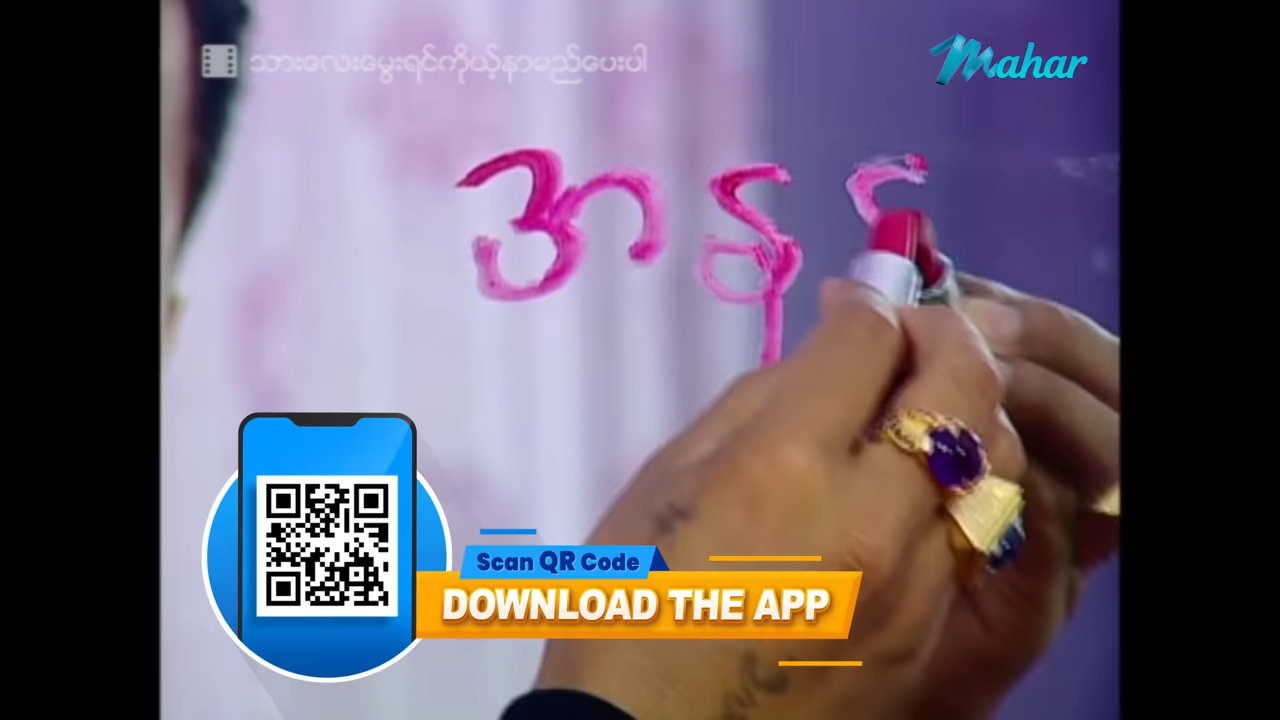 သားလေးမွေးရင်ကိုယ့်နာမည်ပေးပါ
Mahar
အန
Scan QR Code
DOWNLOAD THE APP